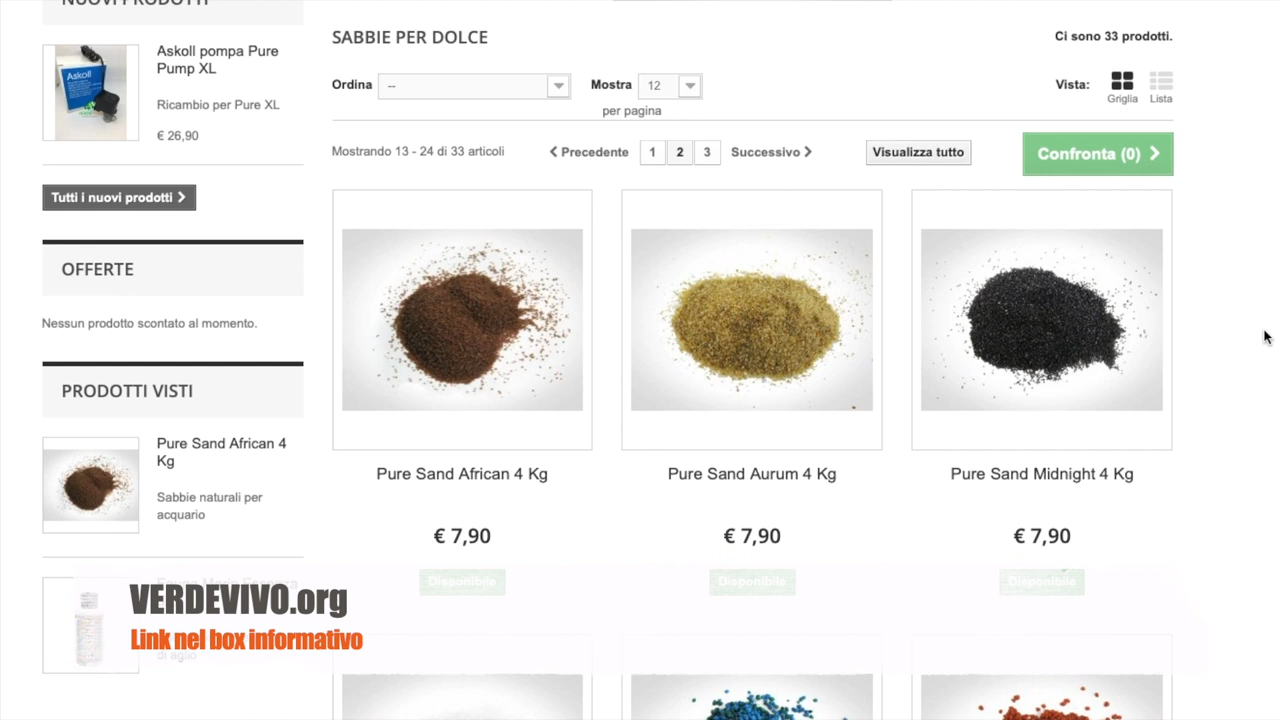 NUOVI PRODOTTI
Askoll pompa Pure
Pump XL
Askoll
Ricambio per Pure XL
€ 26,90
Tutti i nuovi prodotti
OFFERTE
Nessun prodotto scontato al momento.
PRODOTTI VISTI
Pure Sand African 4
Kg
Sabbie naturali per
acquario
di aglio
SABBIE PER DOLCE
Ci sono 33 prodotti.
Ordina
--
Mostra
12
per pagina
Vista:
Griglia
Lista
Mostrando 13 - 24 di 33 articoli
Precedente
1
2
3
Successivo
Visualizza tutto
Confronta (0)
Pure Sand African 4 Kg
Pure Sand Aurum 4 Kg
Pure Sand Midnight 4 Kg
€ 7,90
€ 7,90
€ 7,90
Disponibile
Disponibile
Disponibile
VERDEVIVO.org
Link nel box informativo